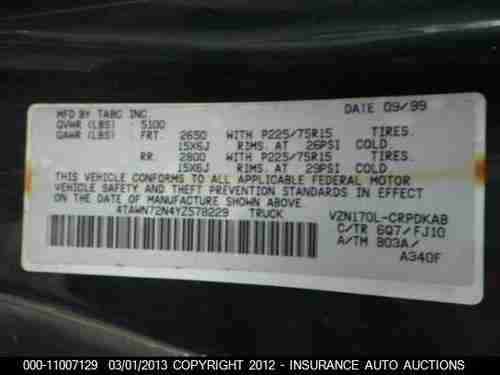 MFD BY TABC INC. DATE 09/99
GVWR (LBS) : 5100
GAWR (LBS) : FRT. 2650 WITH P225/75R15 TIRES.
15X6J RIMS. AT 26PSI COLD
RR. 2800 WITH P225/75R15 TIRES.
15X6J RIMS. AT 29PSI COLD
THIS VEHICLE CONFORMS TO ALL APPLICABLE FEDERAL MOTOR
VEHICLE SAFETY AND THEFT PREVENTION STANDARDS IN EFFECT
ON THE DATE OF MANUFACTURE SHOWN ABOVE.
4TAWN72N4YZ578229 TRUCK VZN170L-CRPDKAB
C/TR 6Q7/FJ10
A/TM B03A/
A340F
000-11007129 03/01/2013 COPYRIGHT 2012 - INSURANCE AUTO AUCTIONS